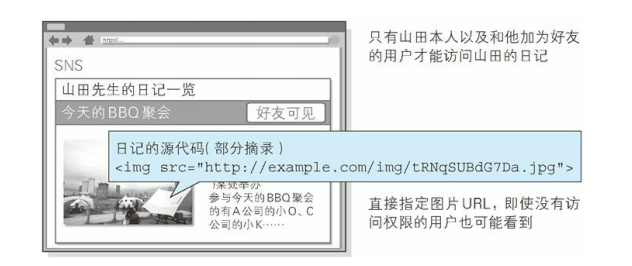 http://...
SNS
山田先生的日记一览
今天的BBQ聚会
好友可见
只有山田本人以及和他加为好友
的用户才能访问山田的日记
日记的源代码(部分摘录)
<img src="http://example.com/img/tRNqSUBdG7Da.jpg">
参与今天的BBQ聚会
的有A公司的小O、C
公司的小K……
直接指定图片URL，即使没有访
问权限的用户也可能看到